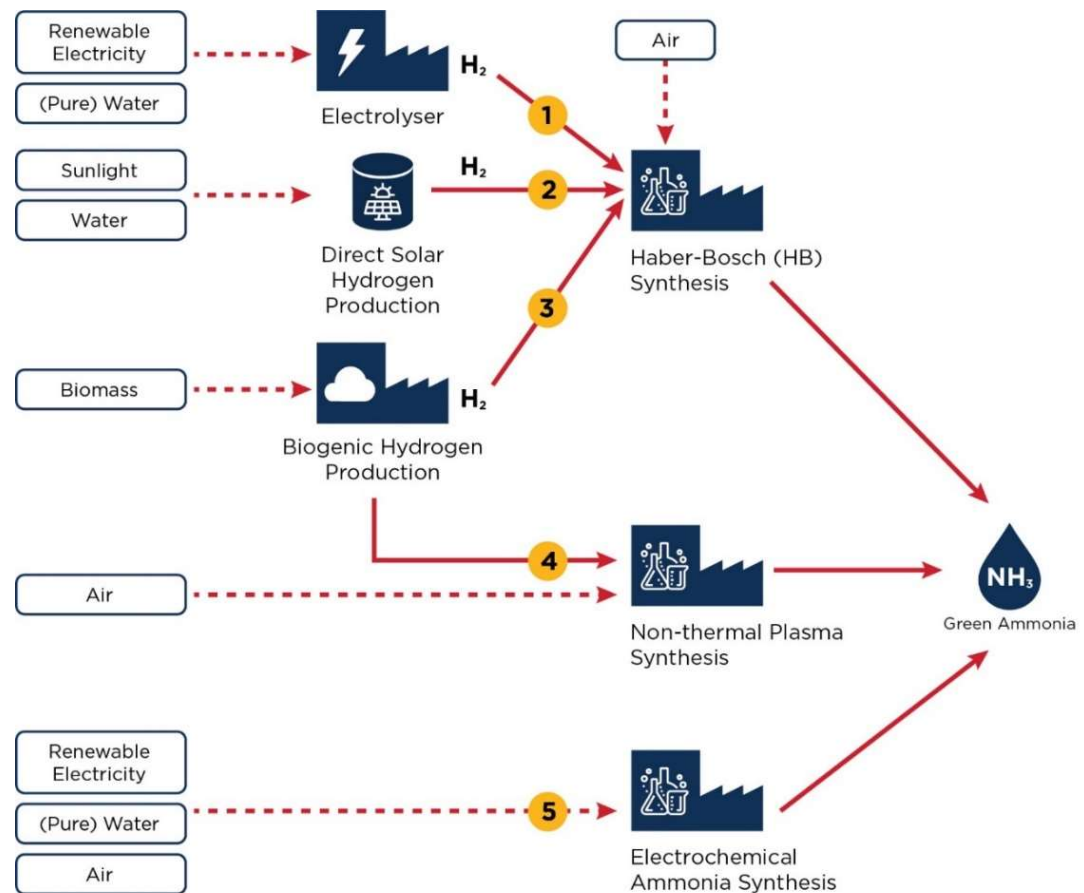 Renewable
Electricity
(Pure) Water
H₂
Electrolyser
1
Air
Sunlight
Water
H₂
2
Direct Solar
Hydrogen
Production
Haber-Bosch (HB)
Synthesis
3
Biomass
H₂
Biogenic Hydrogen
Production
4
Air
Non-thermal Plasma
Synthesis
NH₃
Green Ammonia
Renewable
Electricity
(Pure) Water
Air
5
Electrochemical
Ammonia Synthesis